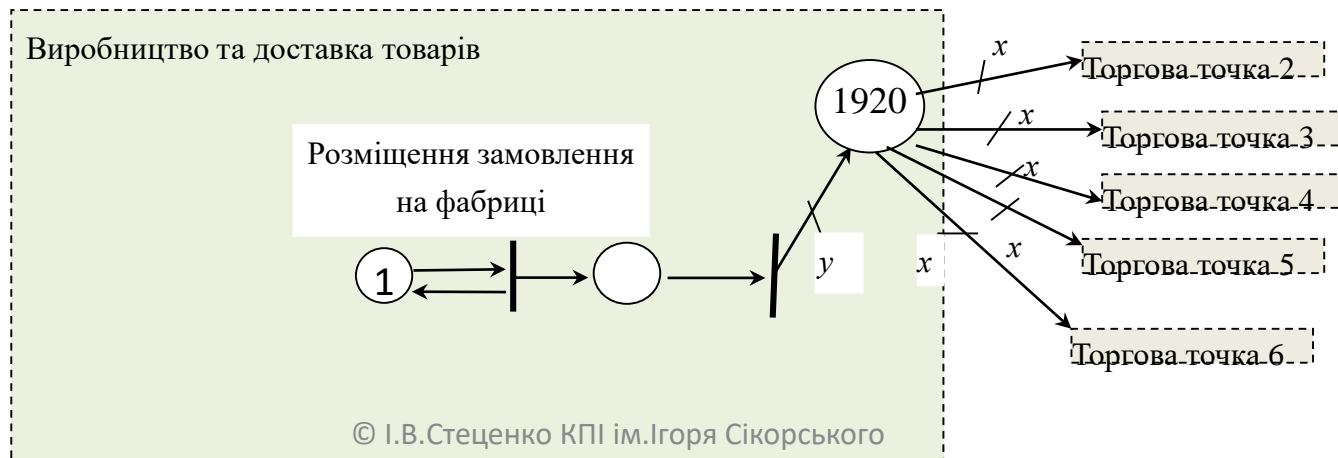 Виробництво та доставка товарів
x
Торгова точка 2
1920
x
Торгова точка 3
Розміщення замовлення
на фабриці
x
Торгова точка 4
1
y
x
x
Торгова точка 5
Торгова точка 6
© І.В.Стеценко КПІ ім.Ігоря Сікорського